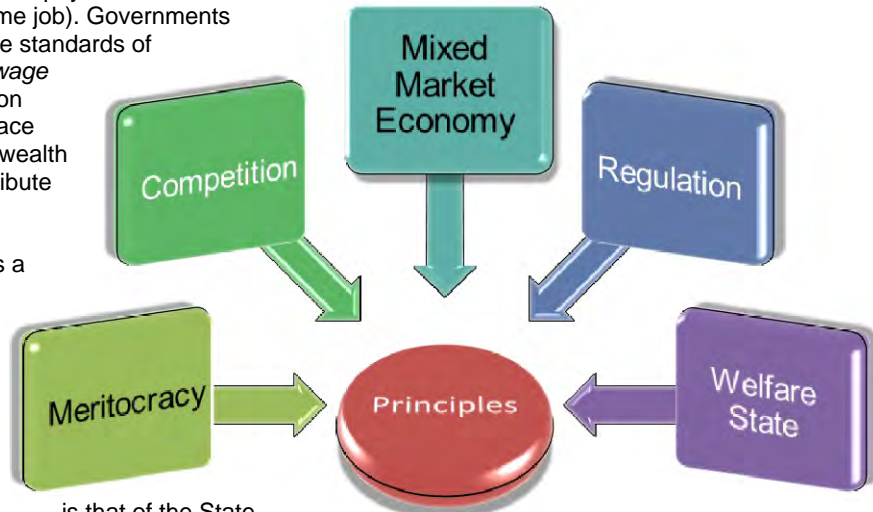 me job). Governments
e standards of
wage
on
ace
wealth
ribute
s a
is that of the State
Mixed
Market
Economy
Competition
Regulation
Meritocracy
Principles
Welfare
State